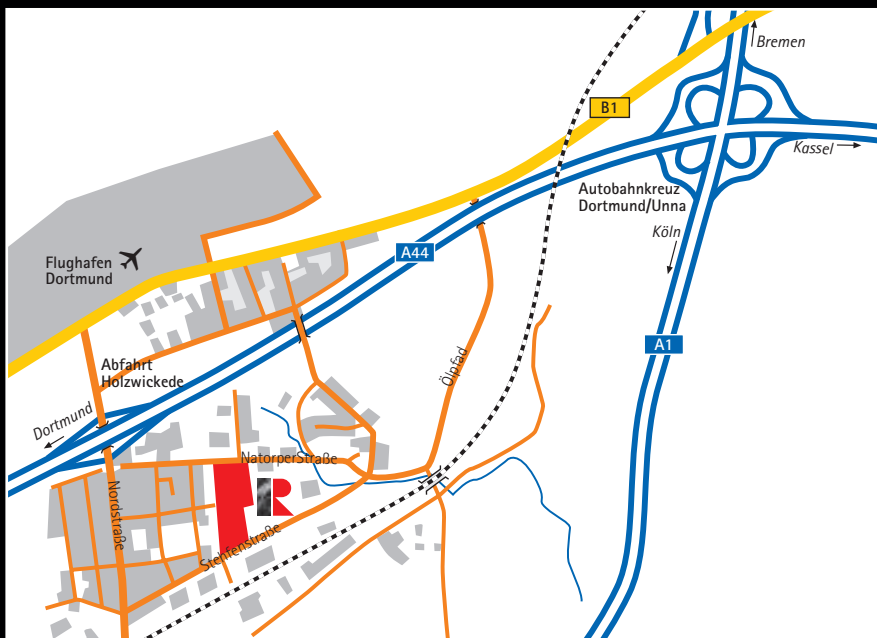 Bremen
B1
Kassel
Autobahnkreuz
Dortmund/Unna
Köln
A44
Flughafen
Dortmund
A1
Abfahrt
Holzwickede
Ölpfad
Dortmund
NatorperStraße
Nordstraße
R
Stehfenstraße